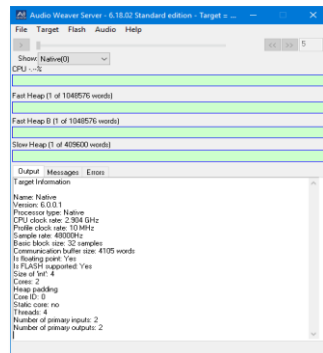 Audio Weaver Server - 6.18.02 Standard edition - Target = ...
File Target Flash Audio Help
> << >> 5
Show: Native(0)
CPU -.--%
Fast Heap (1 of 1048576 words)
Fast Heap B (1 of 1048576 words)
Slow Heap (1 of 409600 words)
Output Messages Errors
Target Information
Name: Native
Version: 6.0.0.1
Processor type: Native
CPU clock rate: 2.904 GHz
Profile clock rate: 10 MHz
Sample rate: 48000Hz
Basic block size: 32 samples
Communication buffer size: 4105 words
Is floating point: Yes
Is FLASH supported: Yes
Size of 'int': 4
Cores: 2
Heap padding
Core ID: 0
Static core: no
Threads: 4
Number of primary inputs: 2
Number of primary outputs: 2